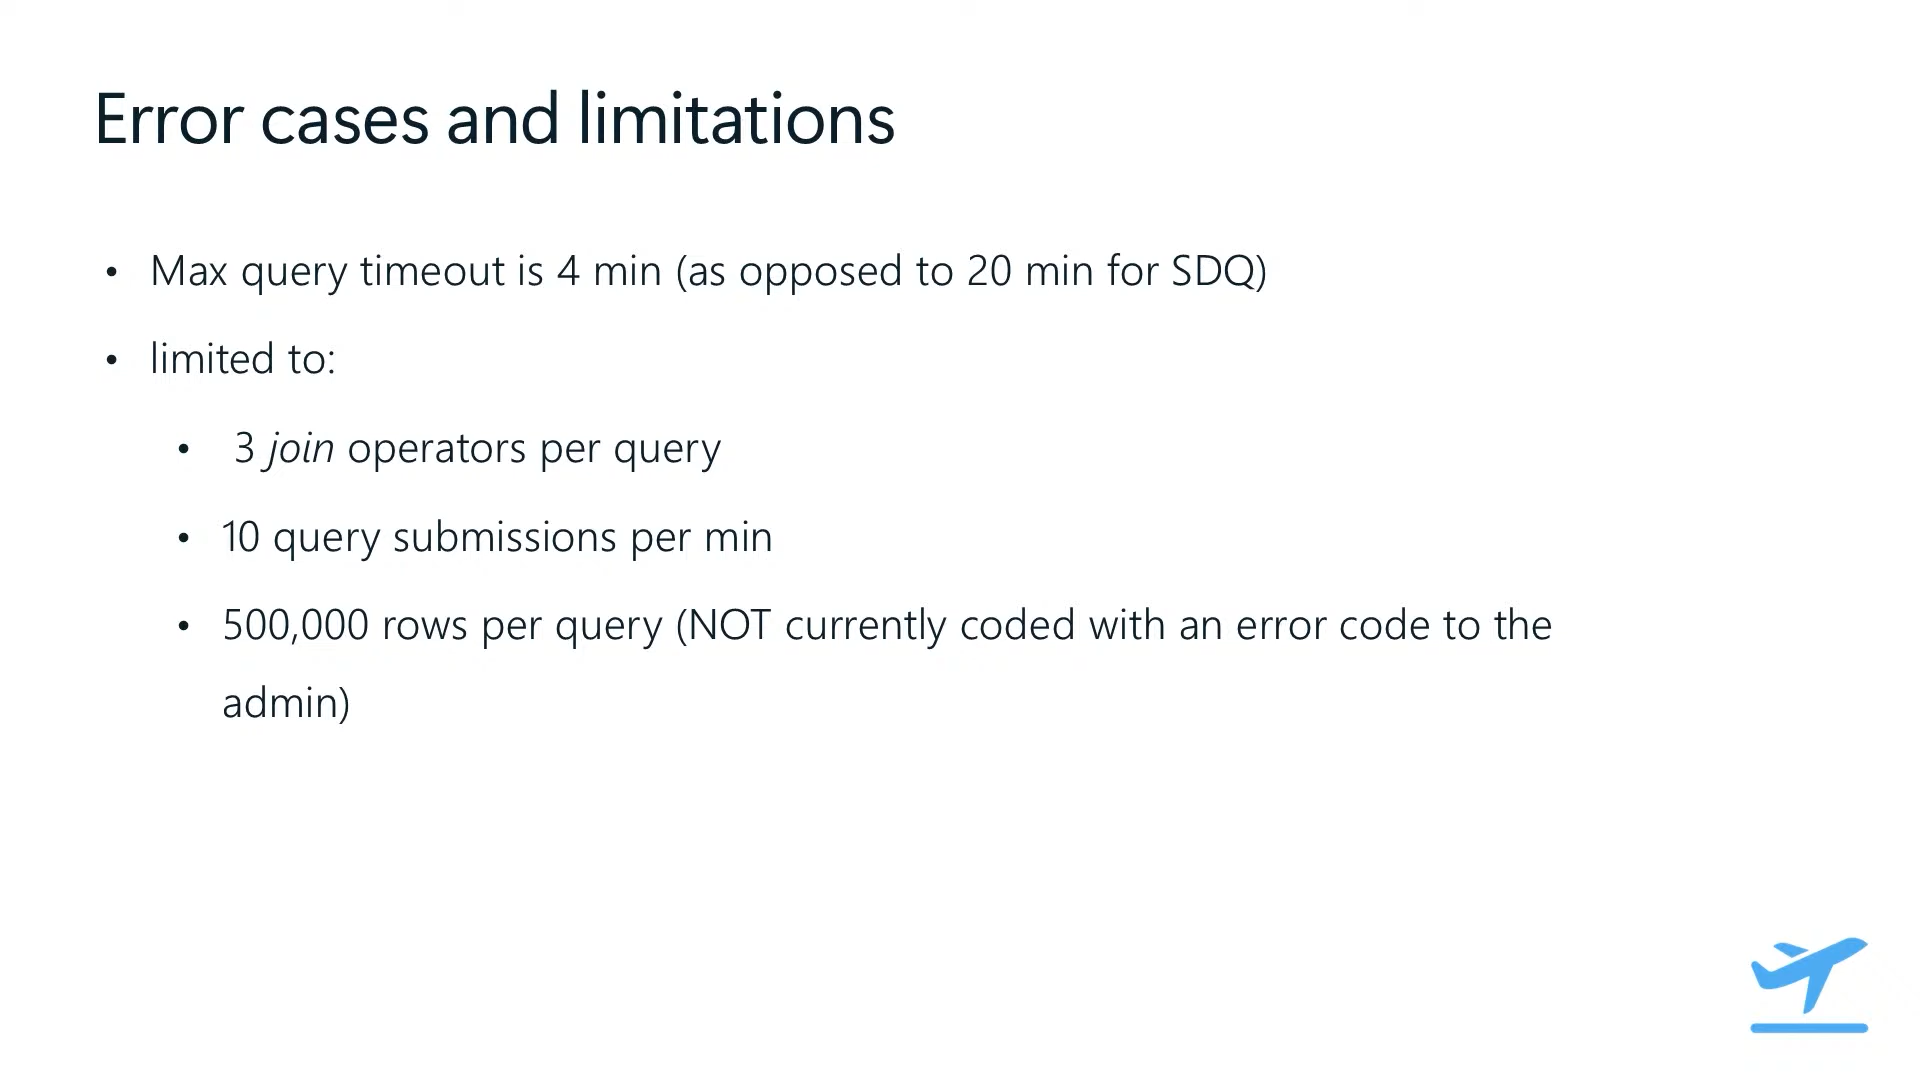 Error cases and limitations
• Max query timeout is 4 min (as opposed to 20 min for SDQ)
• limited to:
• 3 join operators per query
• 10 query submissions per min
• 500,000 rows per query (NOT currently coded with an error code to the
admin)